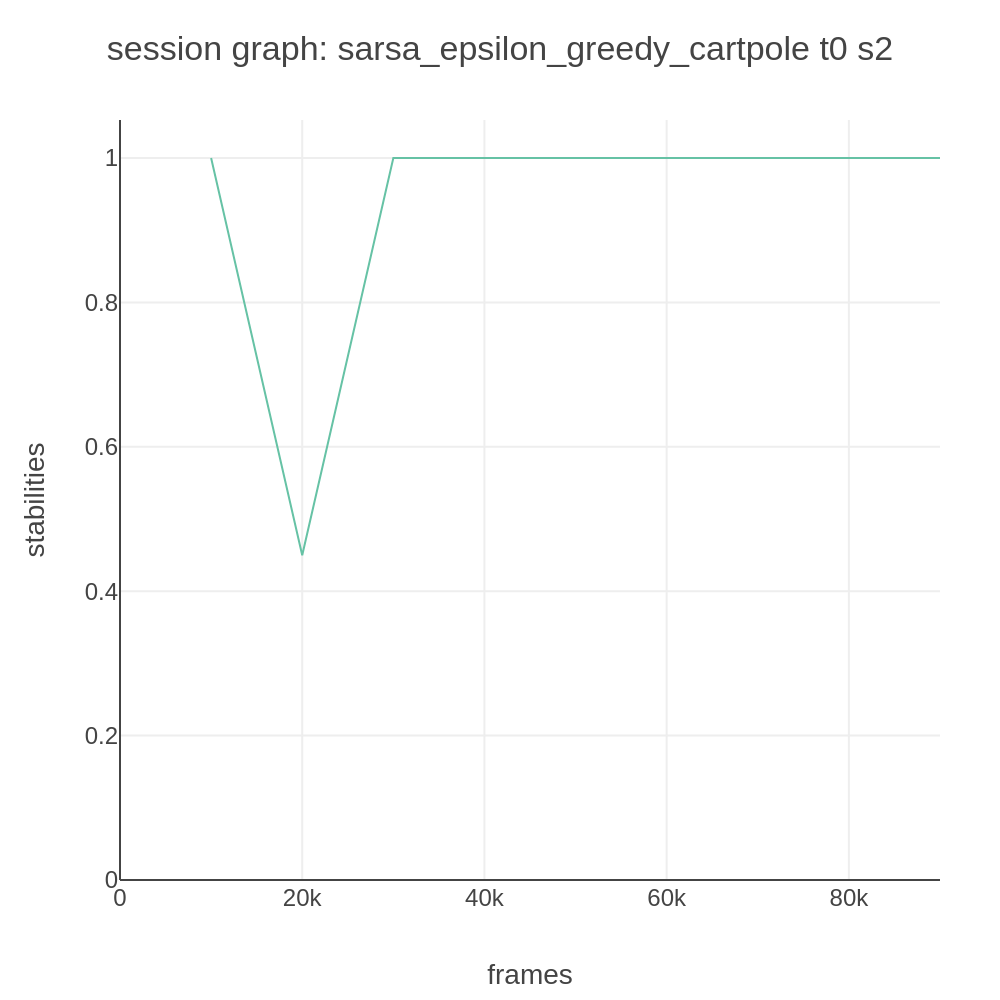 session graph: sarsa_epsilon_greedy_cartpole t0 s2
1
0.8
0.6
0.4
0.2
0
0
20k
40k
60k
80k
stabilities
frames